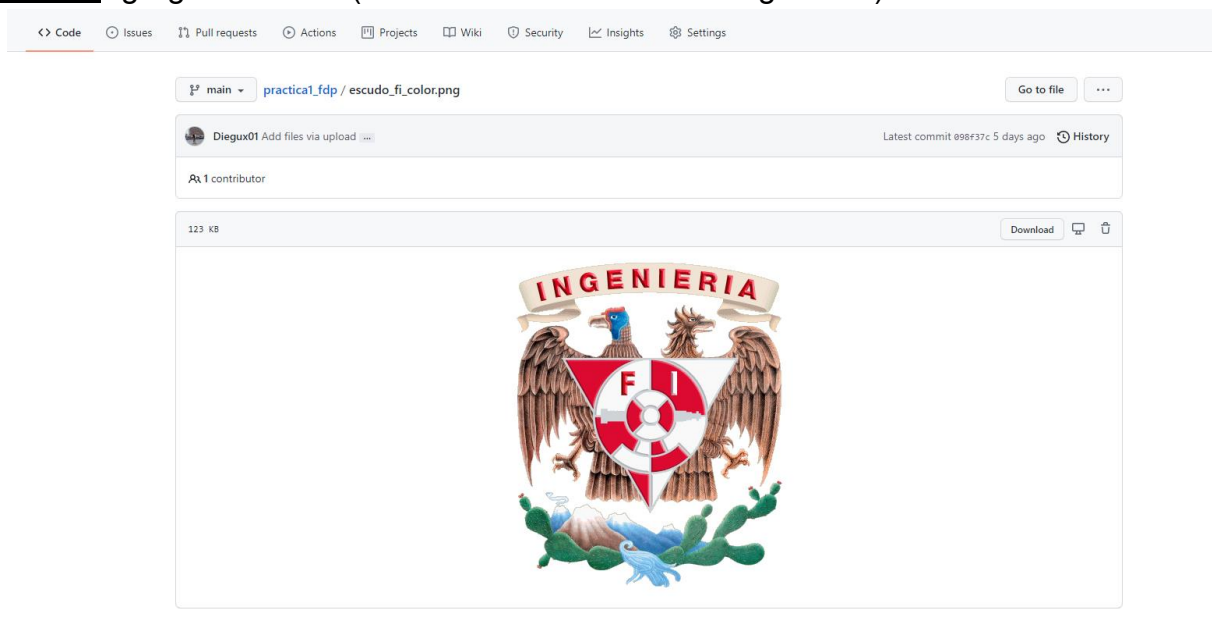 Code Issues Pull requests Actions Projects Wiki Security Insights Settings
main practica1_fdp / escudo_fi_color.png Go to file ...
Diegux01 Add files via upload ... Latest commit 098f37c 5 days ago History
1 contributor
123 KB Download
INGENIERIA
F I